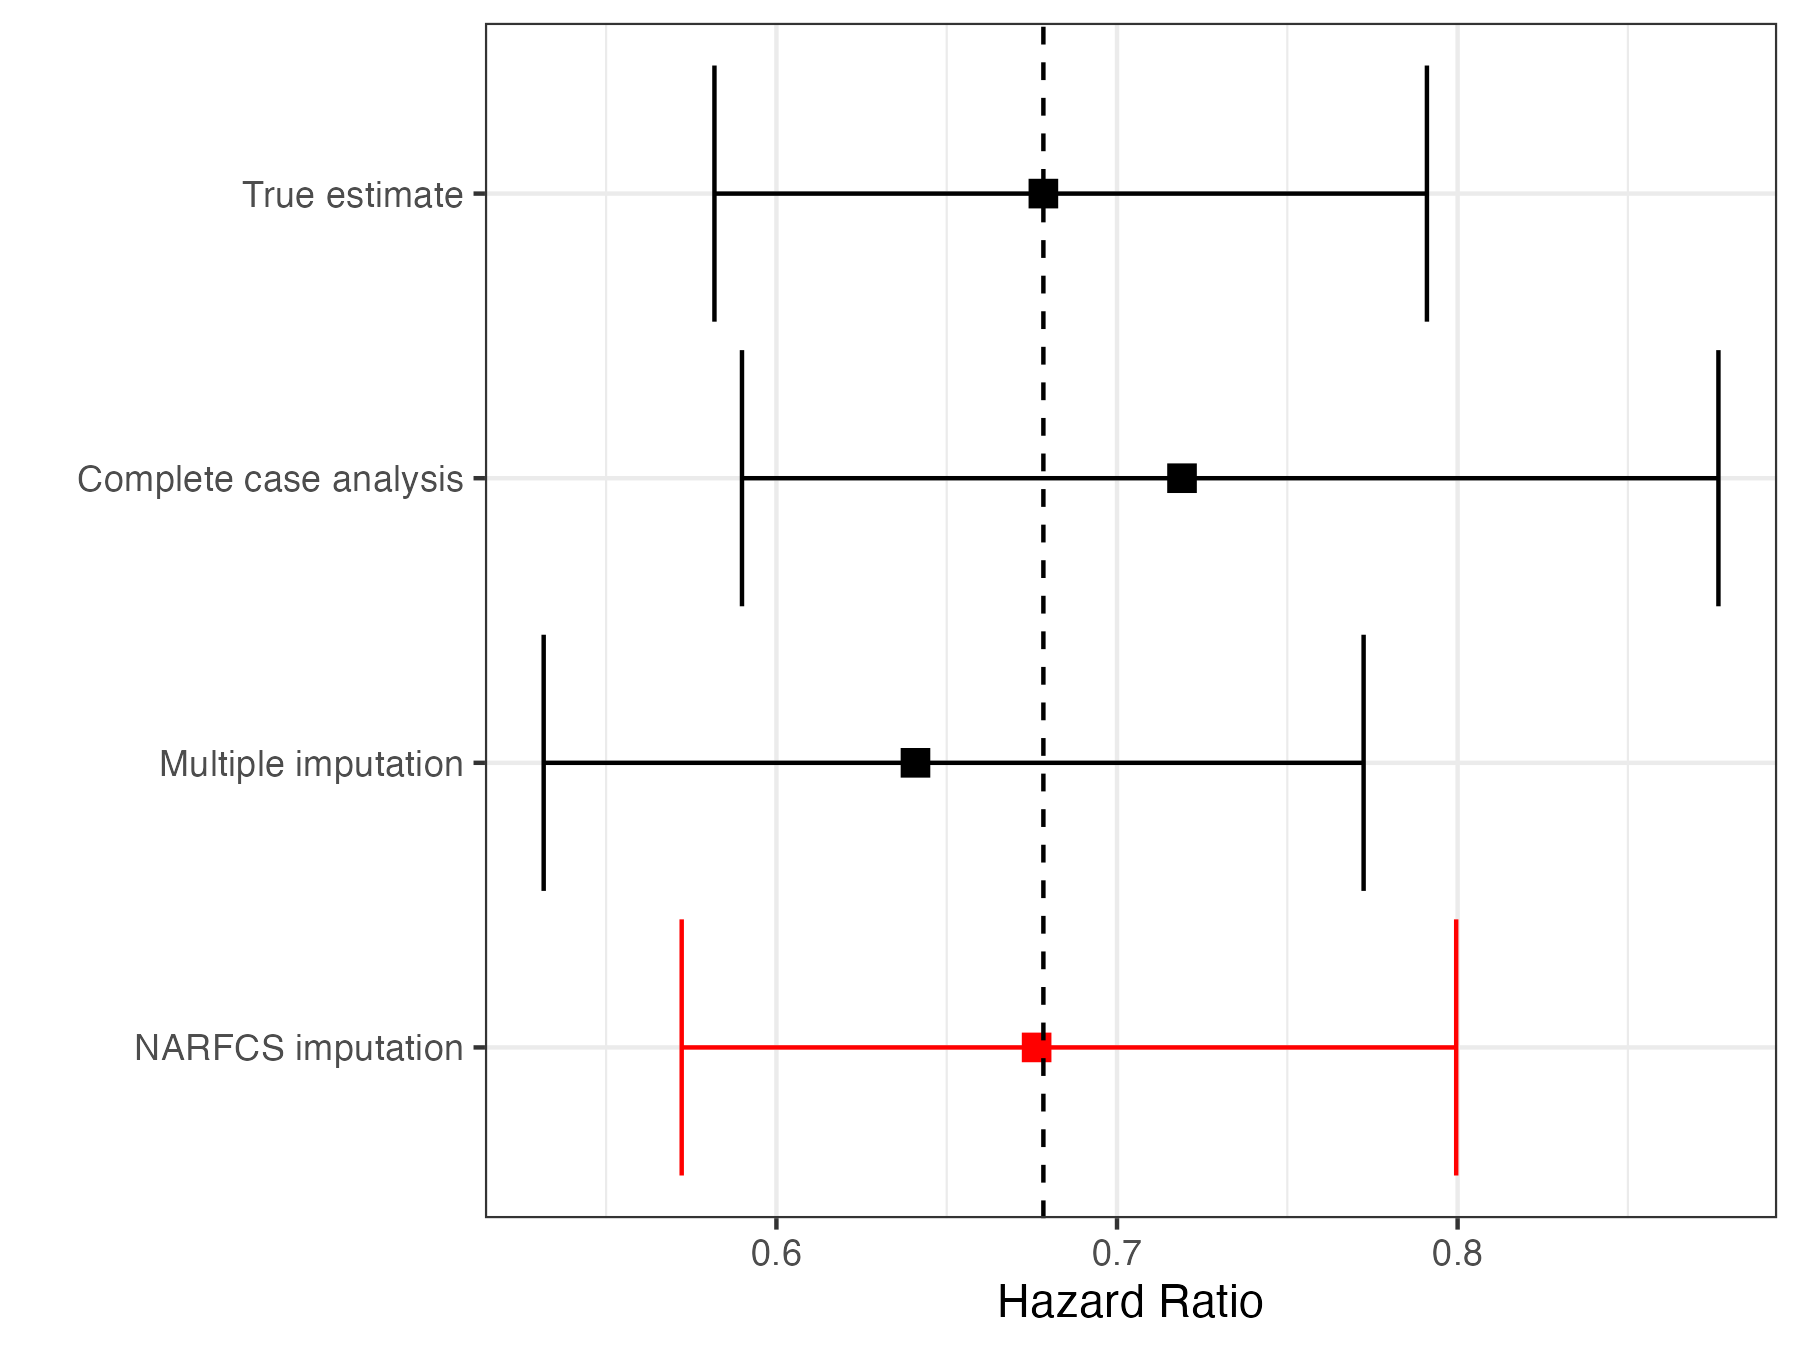 True estimate
Complete case analysis
Multiple imputation
NARFCS imputation
0.6 0.7 0.8
Hazard Ratio